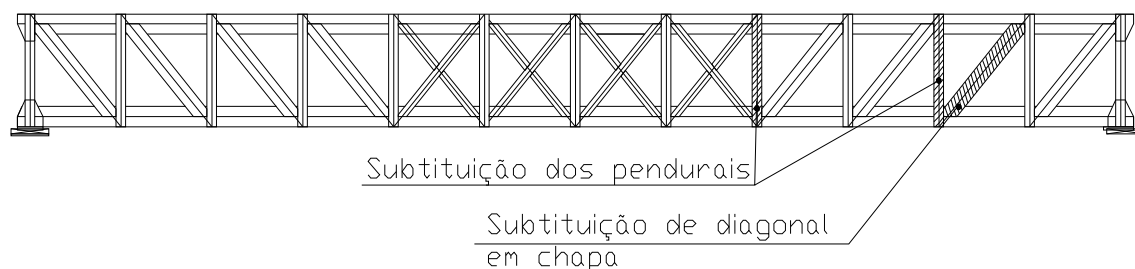 Subtituição dos pendurais
Subtituição de diagonal
em chapa